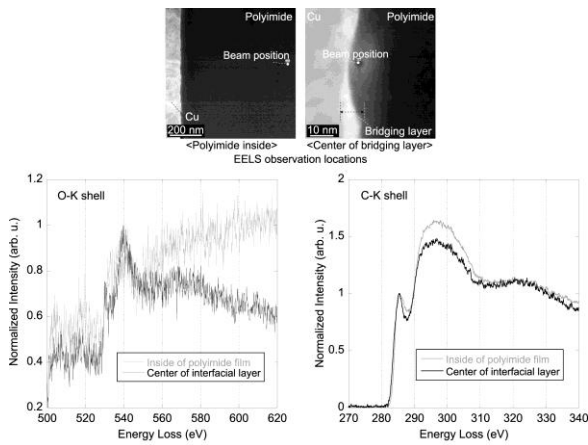 Polyimide
Beam position
Cu
200 nm
<Polyimide inside>
Cu
Polyimide
Beam position
10 nm
Bridging layer
<Center of bridging layer>
EELS observation locations
O-K shell
Normalized Intensity (arb. u.)
1.2
1
0.8
0.6
0.4
0.2
Inside of polyimide film
Center of interfacial layer
500 520 540 560 580 600 620
Energy Loss (eV)
C-K shell
Normalized Intensity (arb. u.)
2
1.5
1
0.5
0
Inside of polyimide film
Center of interfacial layer
270 280 290 300 310 320 330 340
Energy Loss (eV)